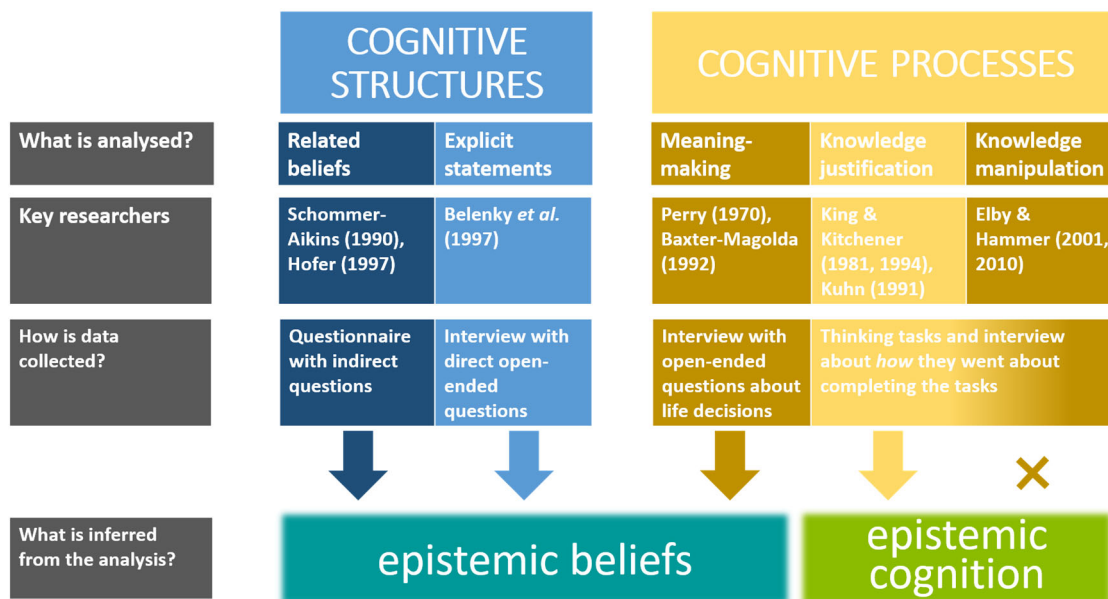 COGNITIVE
STRUCTURES
COGNITIVE PROCESSES
What is analysed?
Related
beliefs
Explicit
statements
Meaning-
making
Knowledge
justification
Knowledge
manipulation
Key researchers
Schommer-
Aikins (1990),
Hofer (1997)
Belenky et al.
(1997)
Perry (1970),
Baxter-Magolda
(1992)
King &
Kitchener
(1981, 1994),
Kuhn (1991)
Elby &
Hammer (2001,
2010)
How is data
collected?
Questionnaire
with indirect
questions
Interview with
direct open-
ended
questions
Interview with
open-ended
questions about
life decisions
Thinking tasks and interview
about how they went about
completing the tasks
What is inferred
from the analysis?
epistemic beliefs
epistemic
cognition